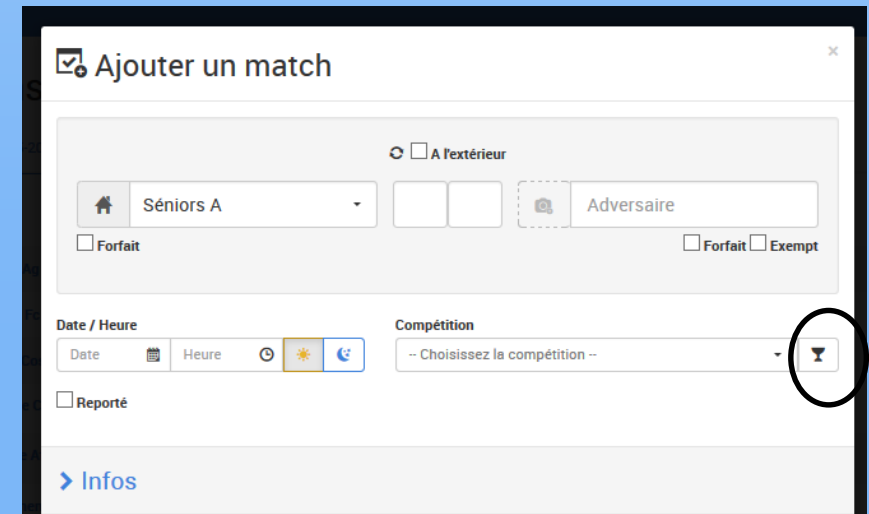 Ajouter un match
×
A l'extérieur
Séniors A
Adversaire
Forfait
Forfait Exempt
Date / Heure
Compétition
Date
Heure
-- Choisissez la compétition --
Reporté
Infos